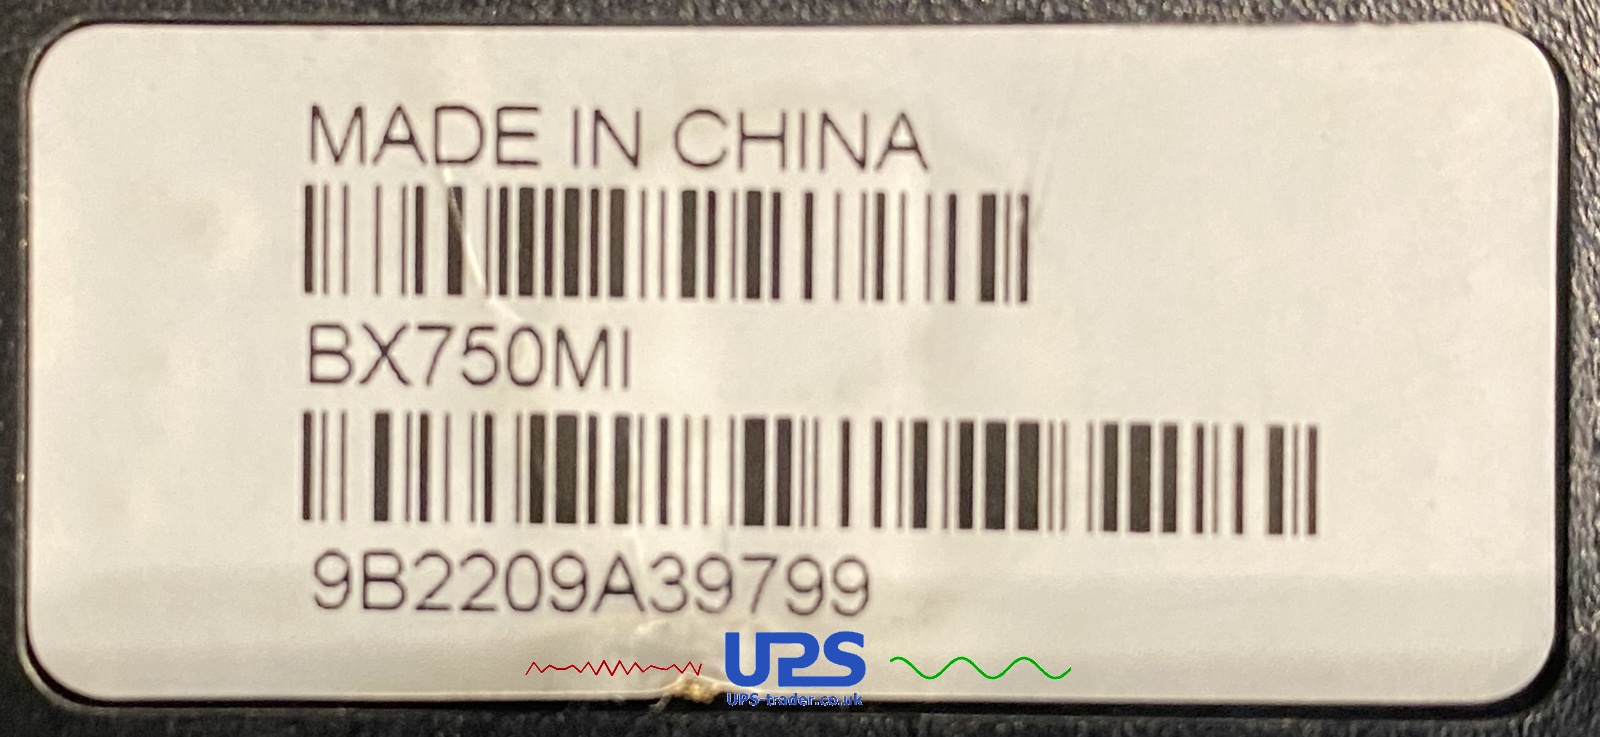 MADE IN CHINA
BX750MI
9B2209A39799
UPS
UPS-trader.co.uk